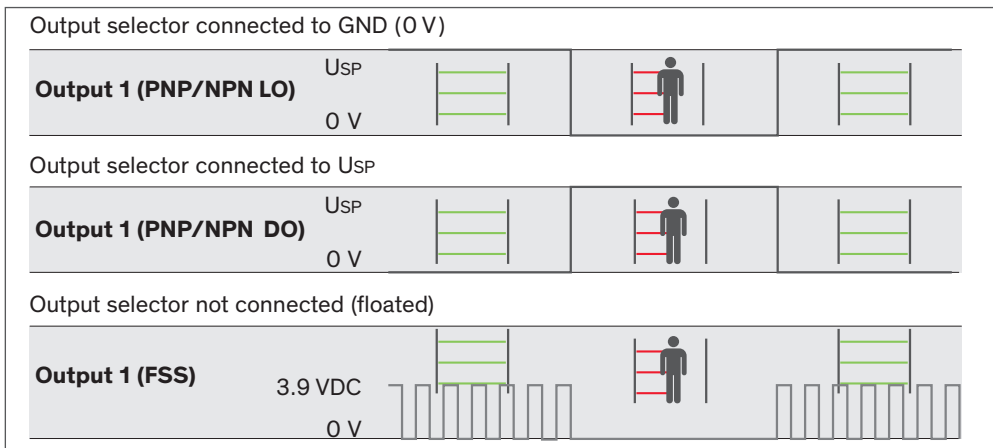 Output selector connected to GND (0 V)
USP
Output 1 (PNP/NPN LO)
0 V
Output selector connected to USP
USP
Output 1 (PNP/NPN DO)
0 V
Output selector not connected (floated)
Output 1 (FSS)
3.9 VDC
0 V